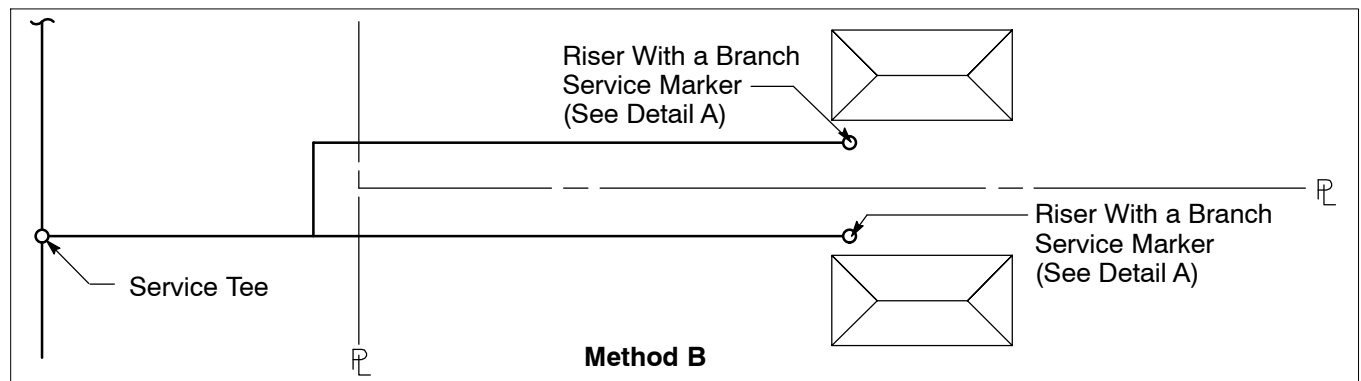 Riser With a Branch
Service Marker
(See Detail A)
PL
Riser With a Branch
Service Marker
(See Detail A)
Service Tee
PL
Method B